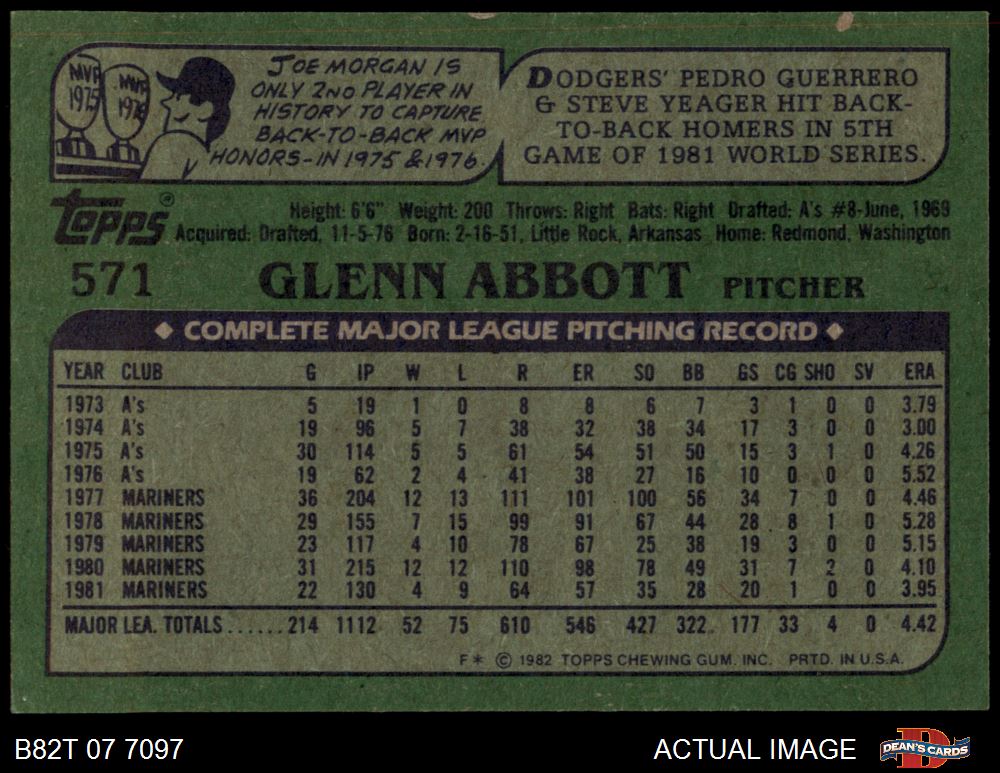 MVP
1975
MVP
1976
JOE MORGAN IS
ONLY 2ND PLAYER IN
HISTORY TO CAPTURE
BACK-TO-BACK MVP
HONORS-IN 1975 & 1976.
DODGERS' PEDRO GUERRERO
& STEVE YEAGER HIT BACK-
TO-BACK HOMERS IN 5TH
GAME OF 1981 WORLD SERIES.
Topps®
Height: 6'6" Weight: 200 Throws: Right Bats: Right Drafted: A's #8-June, 1969
Acquired: Drafted, 11-5-76 Born: 2-16-51, Little Rock, Arkansas Home: Redmond, Washington
571 GLENN ABBOTT PITCHER
◆ COMPLETE MAJOR LEAGUE PITCHING RECORD ◆
YEAR CLUB G IP W L R ER SO BB GS CG SHO SV ERA
1973 A's 5 19 1 0 8 8 6 7 3 1 0 0 3.79
1974 A's 19 96 5 7 38 32 38 34 17 3 0 0 3.00
1975 A's 30 114 5 5 61 54 51 50 15 3 1 0 4.26
1976 A's 19 62 2 4 41 38 27 16 10 0 0 0 5.52
1977 MARINERS 36 204 12 13 111 101 100 56 34 7 0 0 4.46
1978 MARINERS 29 155 7 15 99 91 67 44 28 8 1 0 5.28
1979 MARINERS 23 117 4 10 78 67 25 38 19 3 0 0 5.15
1980 MARINERS 31 215 12 12 110 98 78 49 31 7 2 0 4.10
1981 MARINERS 22 130 4 9 64 57 35 28 20 1 0 0 3.95
MAJOR LEA. TOTALS......214 1112 52 75 610 546 427 322 177 33 4 0 4.42
F* © 1982 TOPPS CHEWING GUM. INC. PRTD. IN U.S.A.
B82T 07 7097 ACTUAL IMAGE DEAN'S CARDS